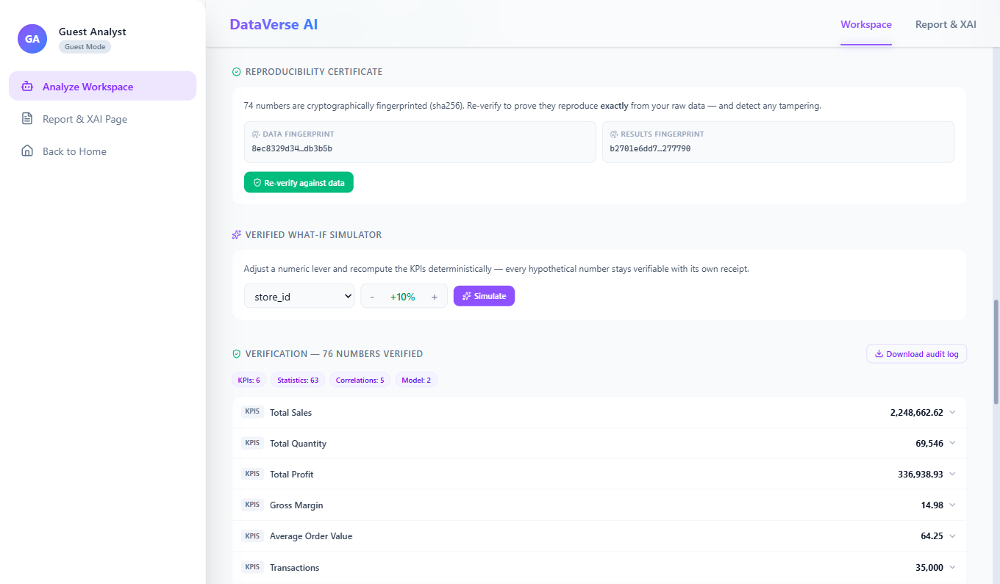 GA
Guest Analyst
Guest Mode
Analyze Workspace
Report & XAI Page
Back to Home
DataVerse AI
Workspace
Report & XAI
REPRODUCIBILITY CERTIFICATE
74 numbers are cryptographically fingerprinted (sha256). Re-verify to prove they reproduce exactly from your raw data — and detect any tampering.
DATA FINGERPRINT
8ec8329d34…db3b5b
RESULTS FINGERPRINT
b2701e6dd7…277790
Re-verify against data
VERIFIED WHAT-IF SIMULATOR
Adjust a numeric lever and recompute the KPIs deterministically — every hypothetical number stays verifiable with its own receipt.
store_id
- +10% +
Simulate
VERIFICATION — 76 NUMBERS VERIFIED
Download audit log
KPIs: 6
Statistics: 63
Correlations: 5
Model: 2
KPIS Total Sales 2,248,662.62
KPIS Total Quantity 69,546
KPIS Total Profit 336,938.93
KPIS Gross Margin 14.98
KPIS Average Order Value 64.25
KPIS Transactions 35,000